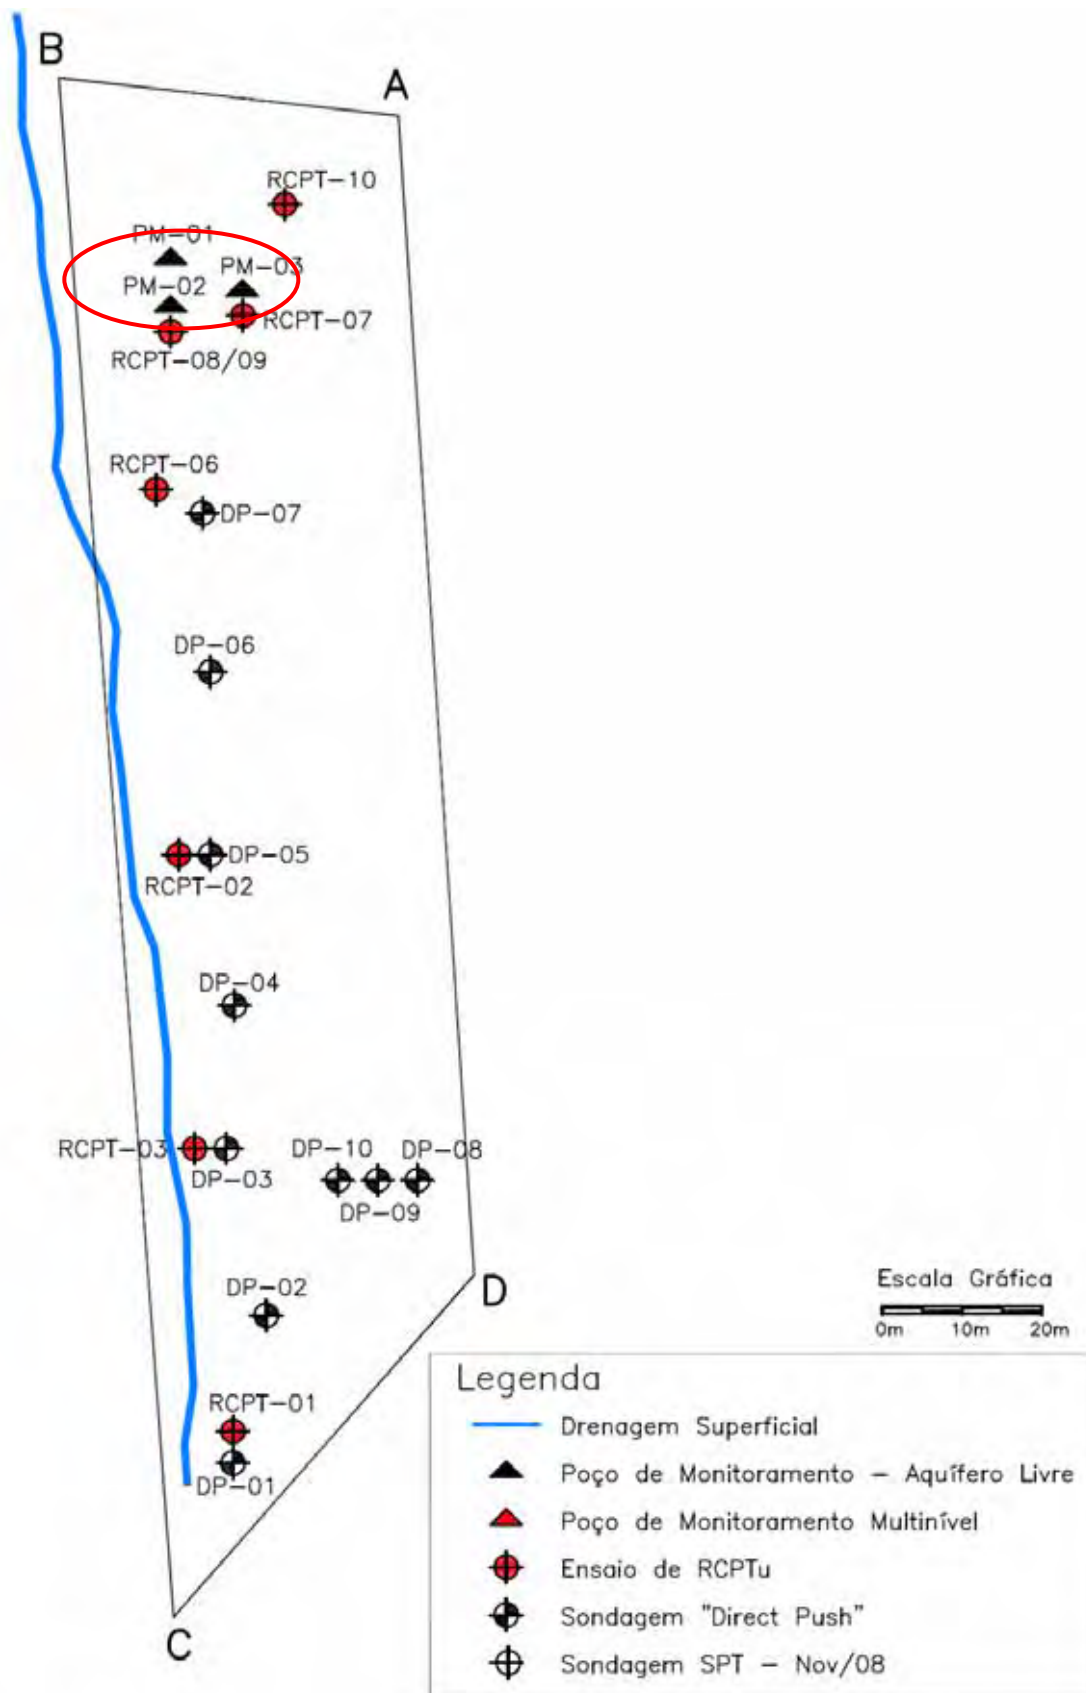 B
A
RCPT-10
PM-01
PM-03
PM-02
RCPT-07
RCPT-08/09
RCPT-06
DP-07
DP-06
DP-05
RCPT-02
DP-04
RCPT-03
DP-03
DP-10
DP-08
DP-09
DP-02
D
RCPT-01
DP-01
C
Escala Gráfica
0m 10m 20m
Legenda
Drenagem Superficial
Poço de Monitoramento – Aquífero Livre
Poço de Monitoramento Multinível
Ensaio de RCPTu
Sondagem "Direct Push"
Sondagem SPT – Nov/08